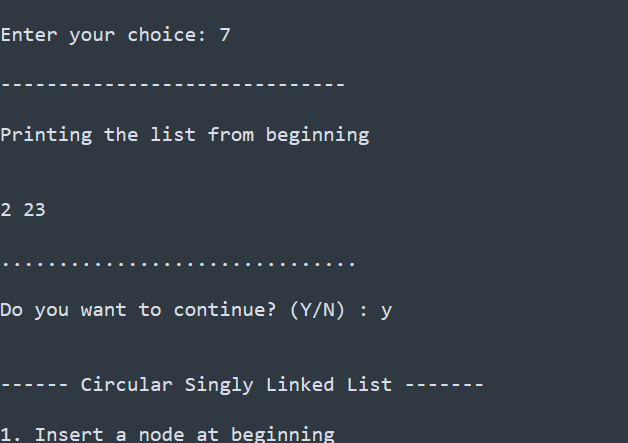 Enter your choice: 7
------------------------------
Printing the list from beginning
2 23
...............................
Do you want to continue? (Y/N) : y
------ Circular Singly Linked List -------
1. Insert a node at beginning